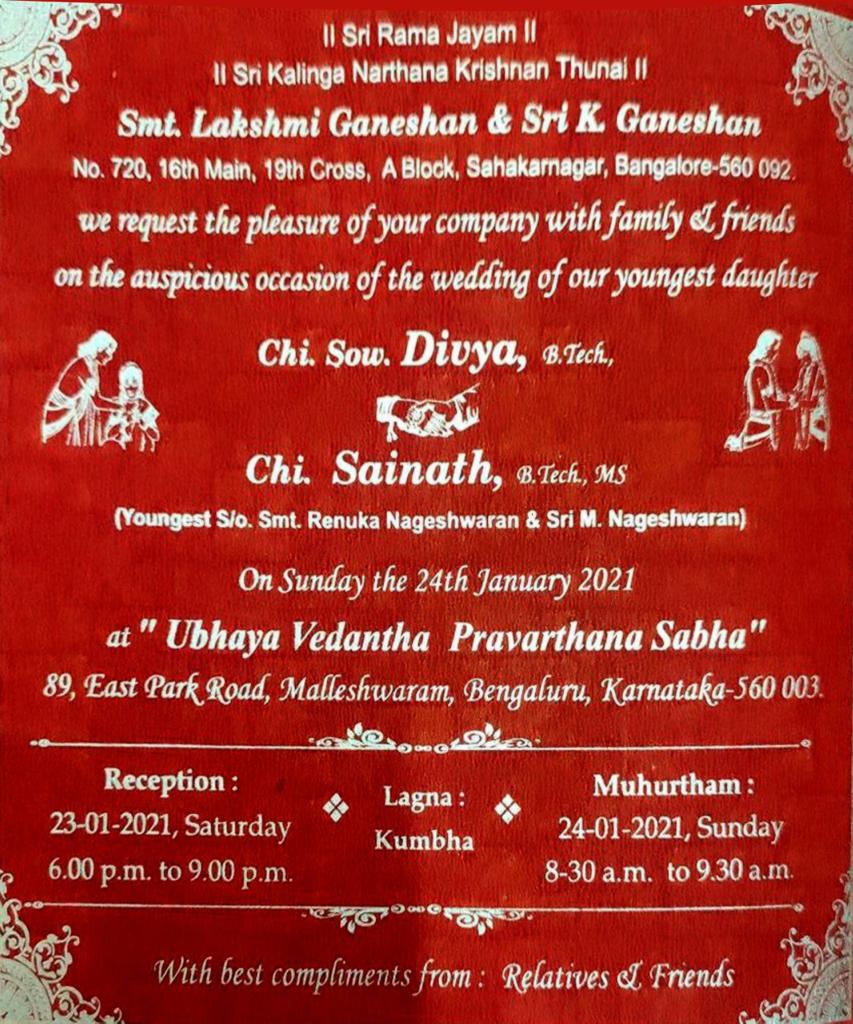 II Sri Rama Jayam II
II Sri Kalinga Narthana Krishnan Thunai II
Smt. Lakshmi Ganeshan & Sri K. Ganeshan
No. 720, 16th Main, 19th Cross, A Block, Sahakarnagar, Bangalore-560 092.
we request the pleasure of your company with family & friends
on the auspicious occasion of the wedding of our youngest daughter
Chi. Sow. Divya, B.Tech.,
Chi. Sainath, B.Tech., MS
(Youngest S/o. Smt. Renuka Nageshwaran & Sri M. Nageshwaran)
On Sunday the 24th January 2021
at " Ubhaya Vedantha Pravarthana Sabha"
89, East Park Road, Malleshwaram, Bengaluru, Karnataka-560 003.
Reception :
23-01-2021, Saturday
6.00 p.m. to 9.00 p.m.
Lagna :
Kumbha
Muhurtham :
24-01-2021, Sunday
8-30 a.m. to 9.30 a.m.
With best compliments from : Relatives & Friends